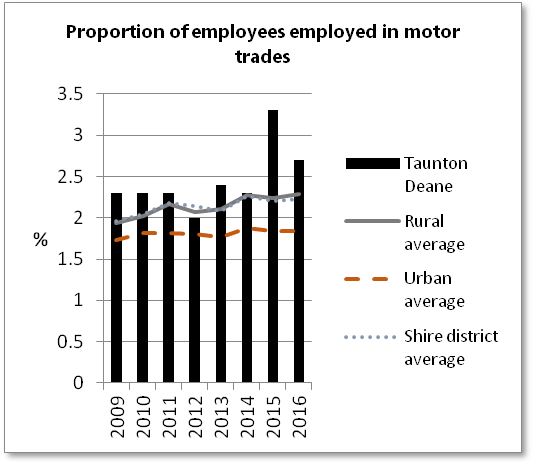 Proportion of employees employed in motor
trades
3.5
3
2.5
2
1.5
1
0.5
0
%
2009
2010
2011
2012
2013
2014
2015
2016
Taunton
Deane
Rural
average
Urban
average
Shire district
average